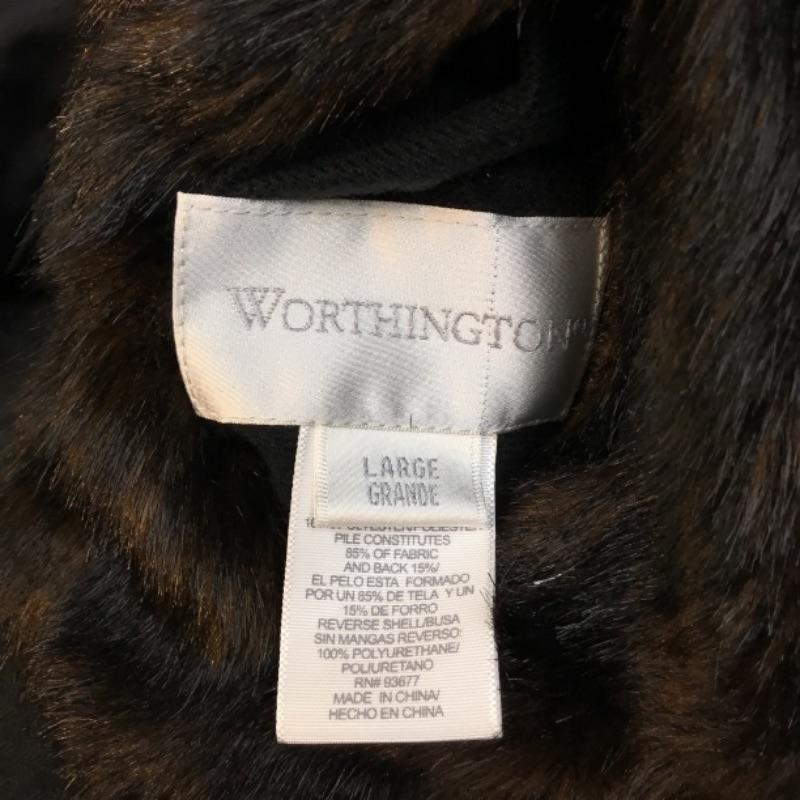 WORTHINGTON®
LARGE
GRANDE
PILE CONSTITUTES
85% OF FABRIC
AND BACK 15%/
EL PELO ESTA FORMADO
POR UN 85% DE TELA Y UN
15% DE FORRO
REVERSE SHELL/BUSA
SIN MANGAS REVERSO:
100% POLYURETHANE/
POLIURETANO
RN# 93677
MADE IN CHINA/
HECHO EN CHINA